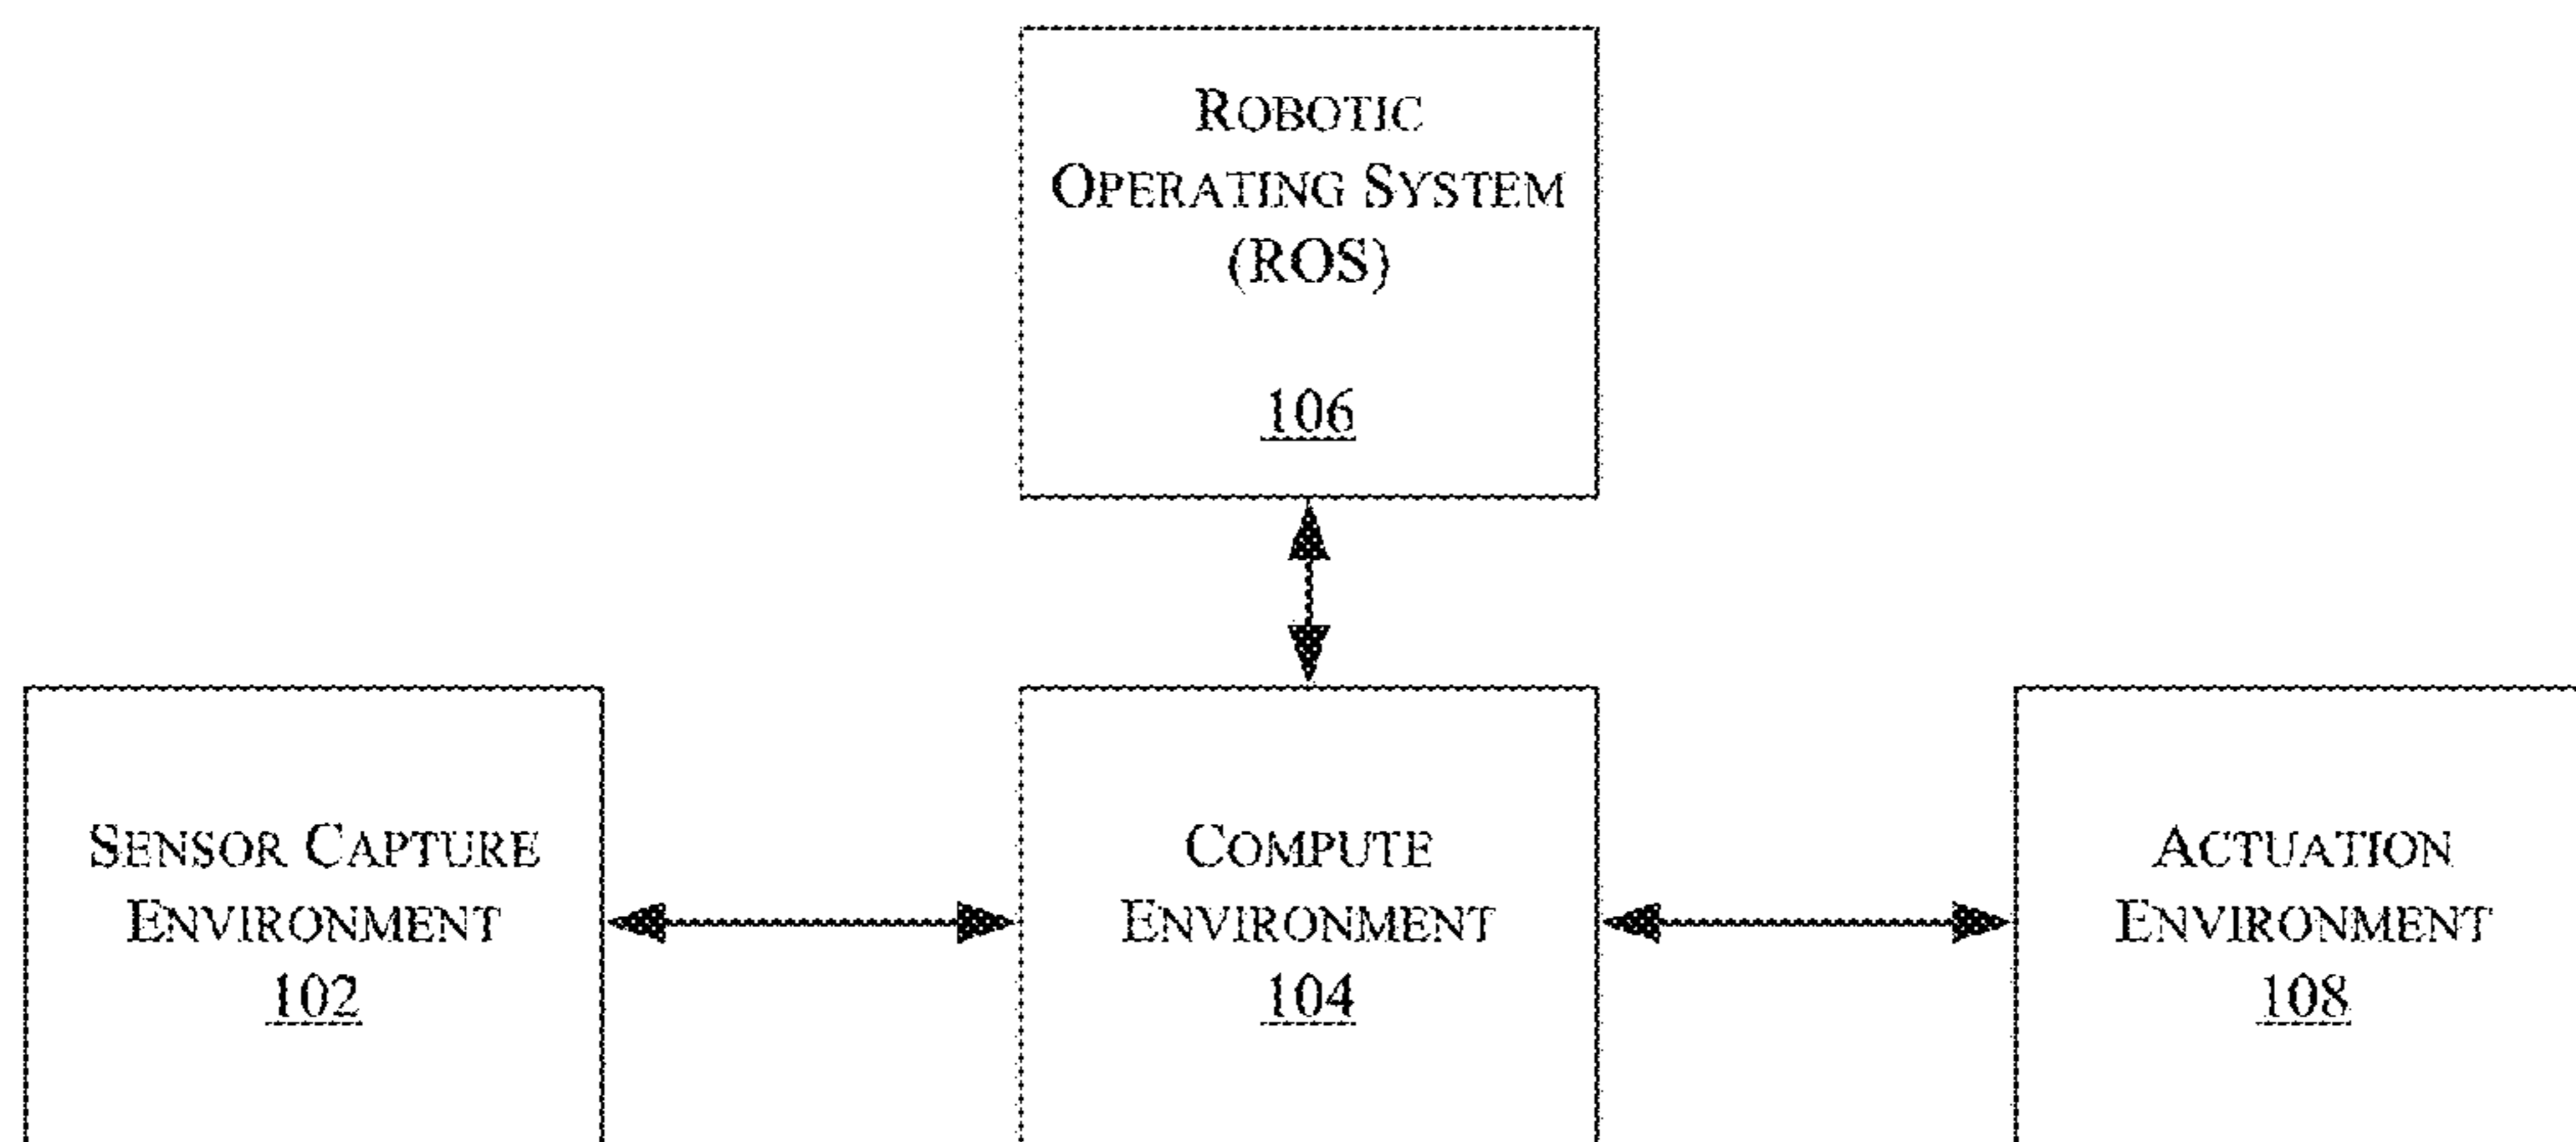 ROBOTIC
OPERATING SYSTEM
(ROS)
106
SENSOR CAPTURE
ENVIRONMENT
102
COMPUTE
ENVIRONMENT
104
ACTUATION
ENVIRONMENT
108